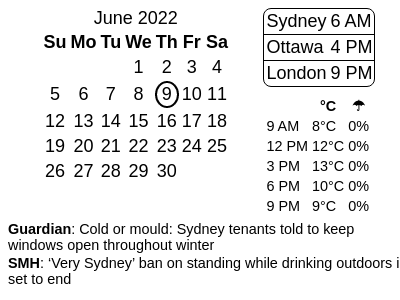 June 2022
Su Mo Tu We Th Fr Sa
1 2 3 4
5 6 7 8 9 10 11
12 13 14 15 16 17 18
19 20 21 22 23 24 25
26 27 28 29 30
Sydney 6 AM
Ottawa 4 PM
London 9 PM
°C ☂
9 AM 8°C 0%
12 PM 12°C 0%
3 PM 13°C 0%
6 PM 10°C 0%
9 PM 9°C 0%
Guardian: Cold or mould: Sydney tenants told to keep
windows open throughout winter
SMH: ‘Very Sydney’ ban on standing while drinking outdoors i
set to end